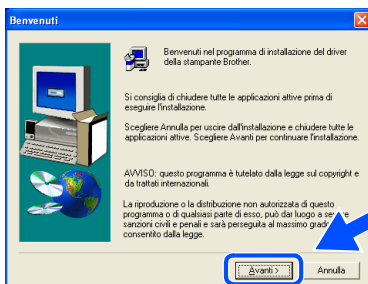 Benvenuti
Benvenuti nel programma di installazione del driver
della stampante Brother.
Si consiglia di chiudere tutte le applicazioni attive prima di
eseguire l'installazione.
Scegliere Annulla per uscire dall'installazione e chiudere tutte le
applicazioni attive. Scegliere Avanti per continuare l'installazione.
AVVISO: questo programma è tutelato dalla legge sul copyright e
da trattati internazionali.
La riproduzione o la distribuzione non autorizzata di questo
programma o di qualsiasi parte di esso, può dar luogo a
sanzioni civili e penali e sarà perseguita al massimo
consentito dalla legge.
Avanti >
Annulla